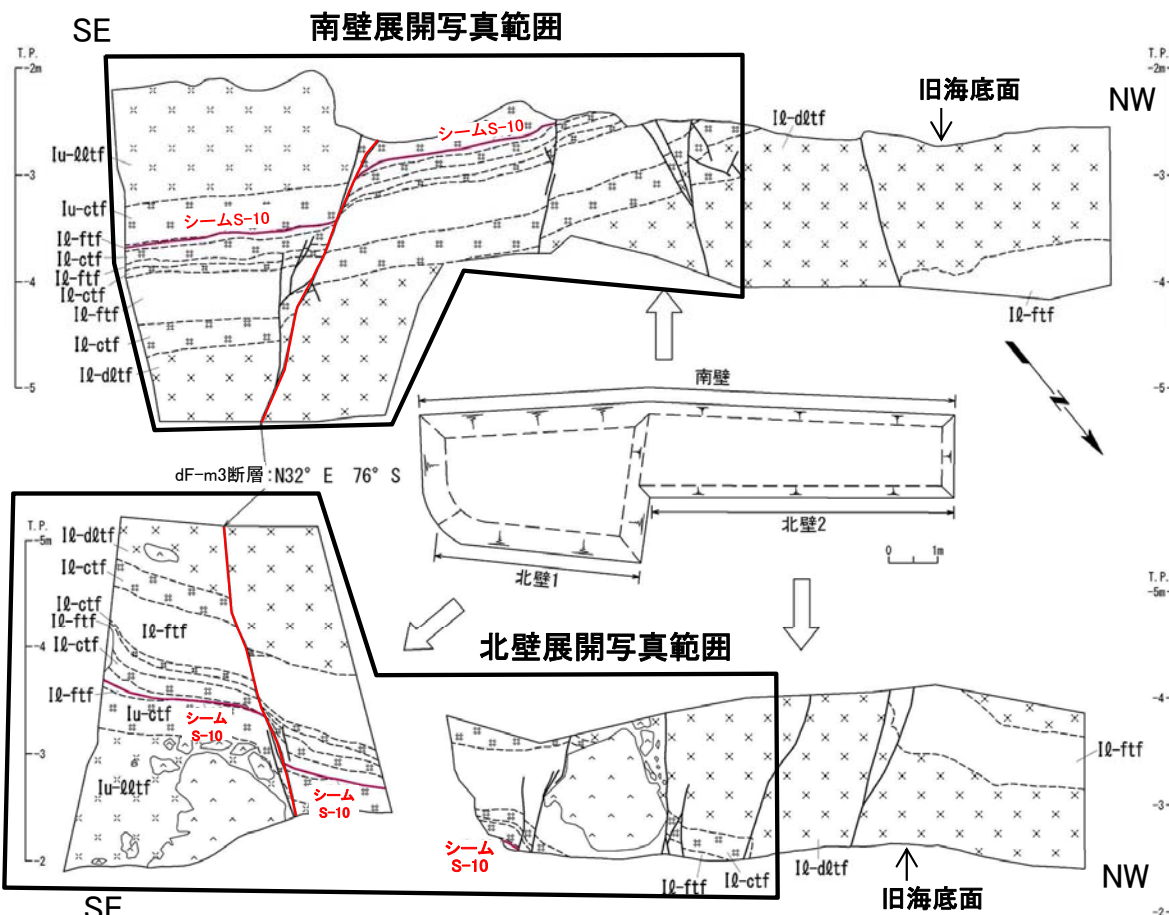 南壁展開写真範囲
SE
T.P.
-2m
-3
-4
-5
Iu-ℓℓtf
Iu-ctf
Iℓ-ftf
Iℓ-ctf
Iℓ-ftf
Iℓ-ctf
Iℓ-ftf
Iℓ-ctf
Iℓ-dℓtf
シームS-10
シームS-10
Iℓ-dℓtf
旧海底面
NW
T.P.
-2m
-3
-4
-5
Iℓ-ftf
南壁
北壁1
北壁2
0 1m
dF-m3断層:N32° E 76° S
T.P.
-5m
-4
-3
-2
Iℓ-dℓtf
Iℓ-ctf
Iℓ-ctf
Iℓ-ftf
Iℓ-ctf
Iℓ-ftf
Iℓ-ftf
Iu-ctf
Iu-ℓℓtf
シーム
S-10
シーム
S-10
SE
北壁展開写真範囲
シーム
S-10
Iℓ-ftf
Iℓ-ctf
Iℓ-dℓtf
旧海底面
Iℓ-ftf
T.P.
-5m
-4
-3
NW
-2